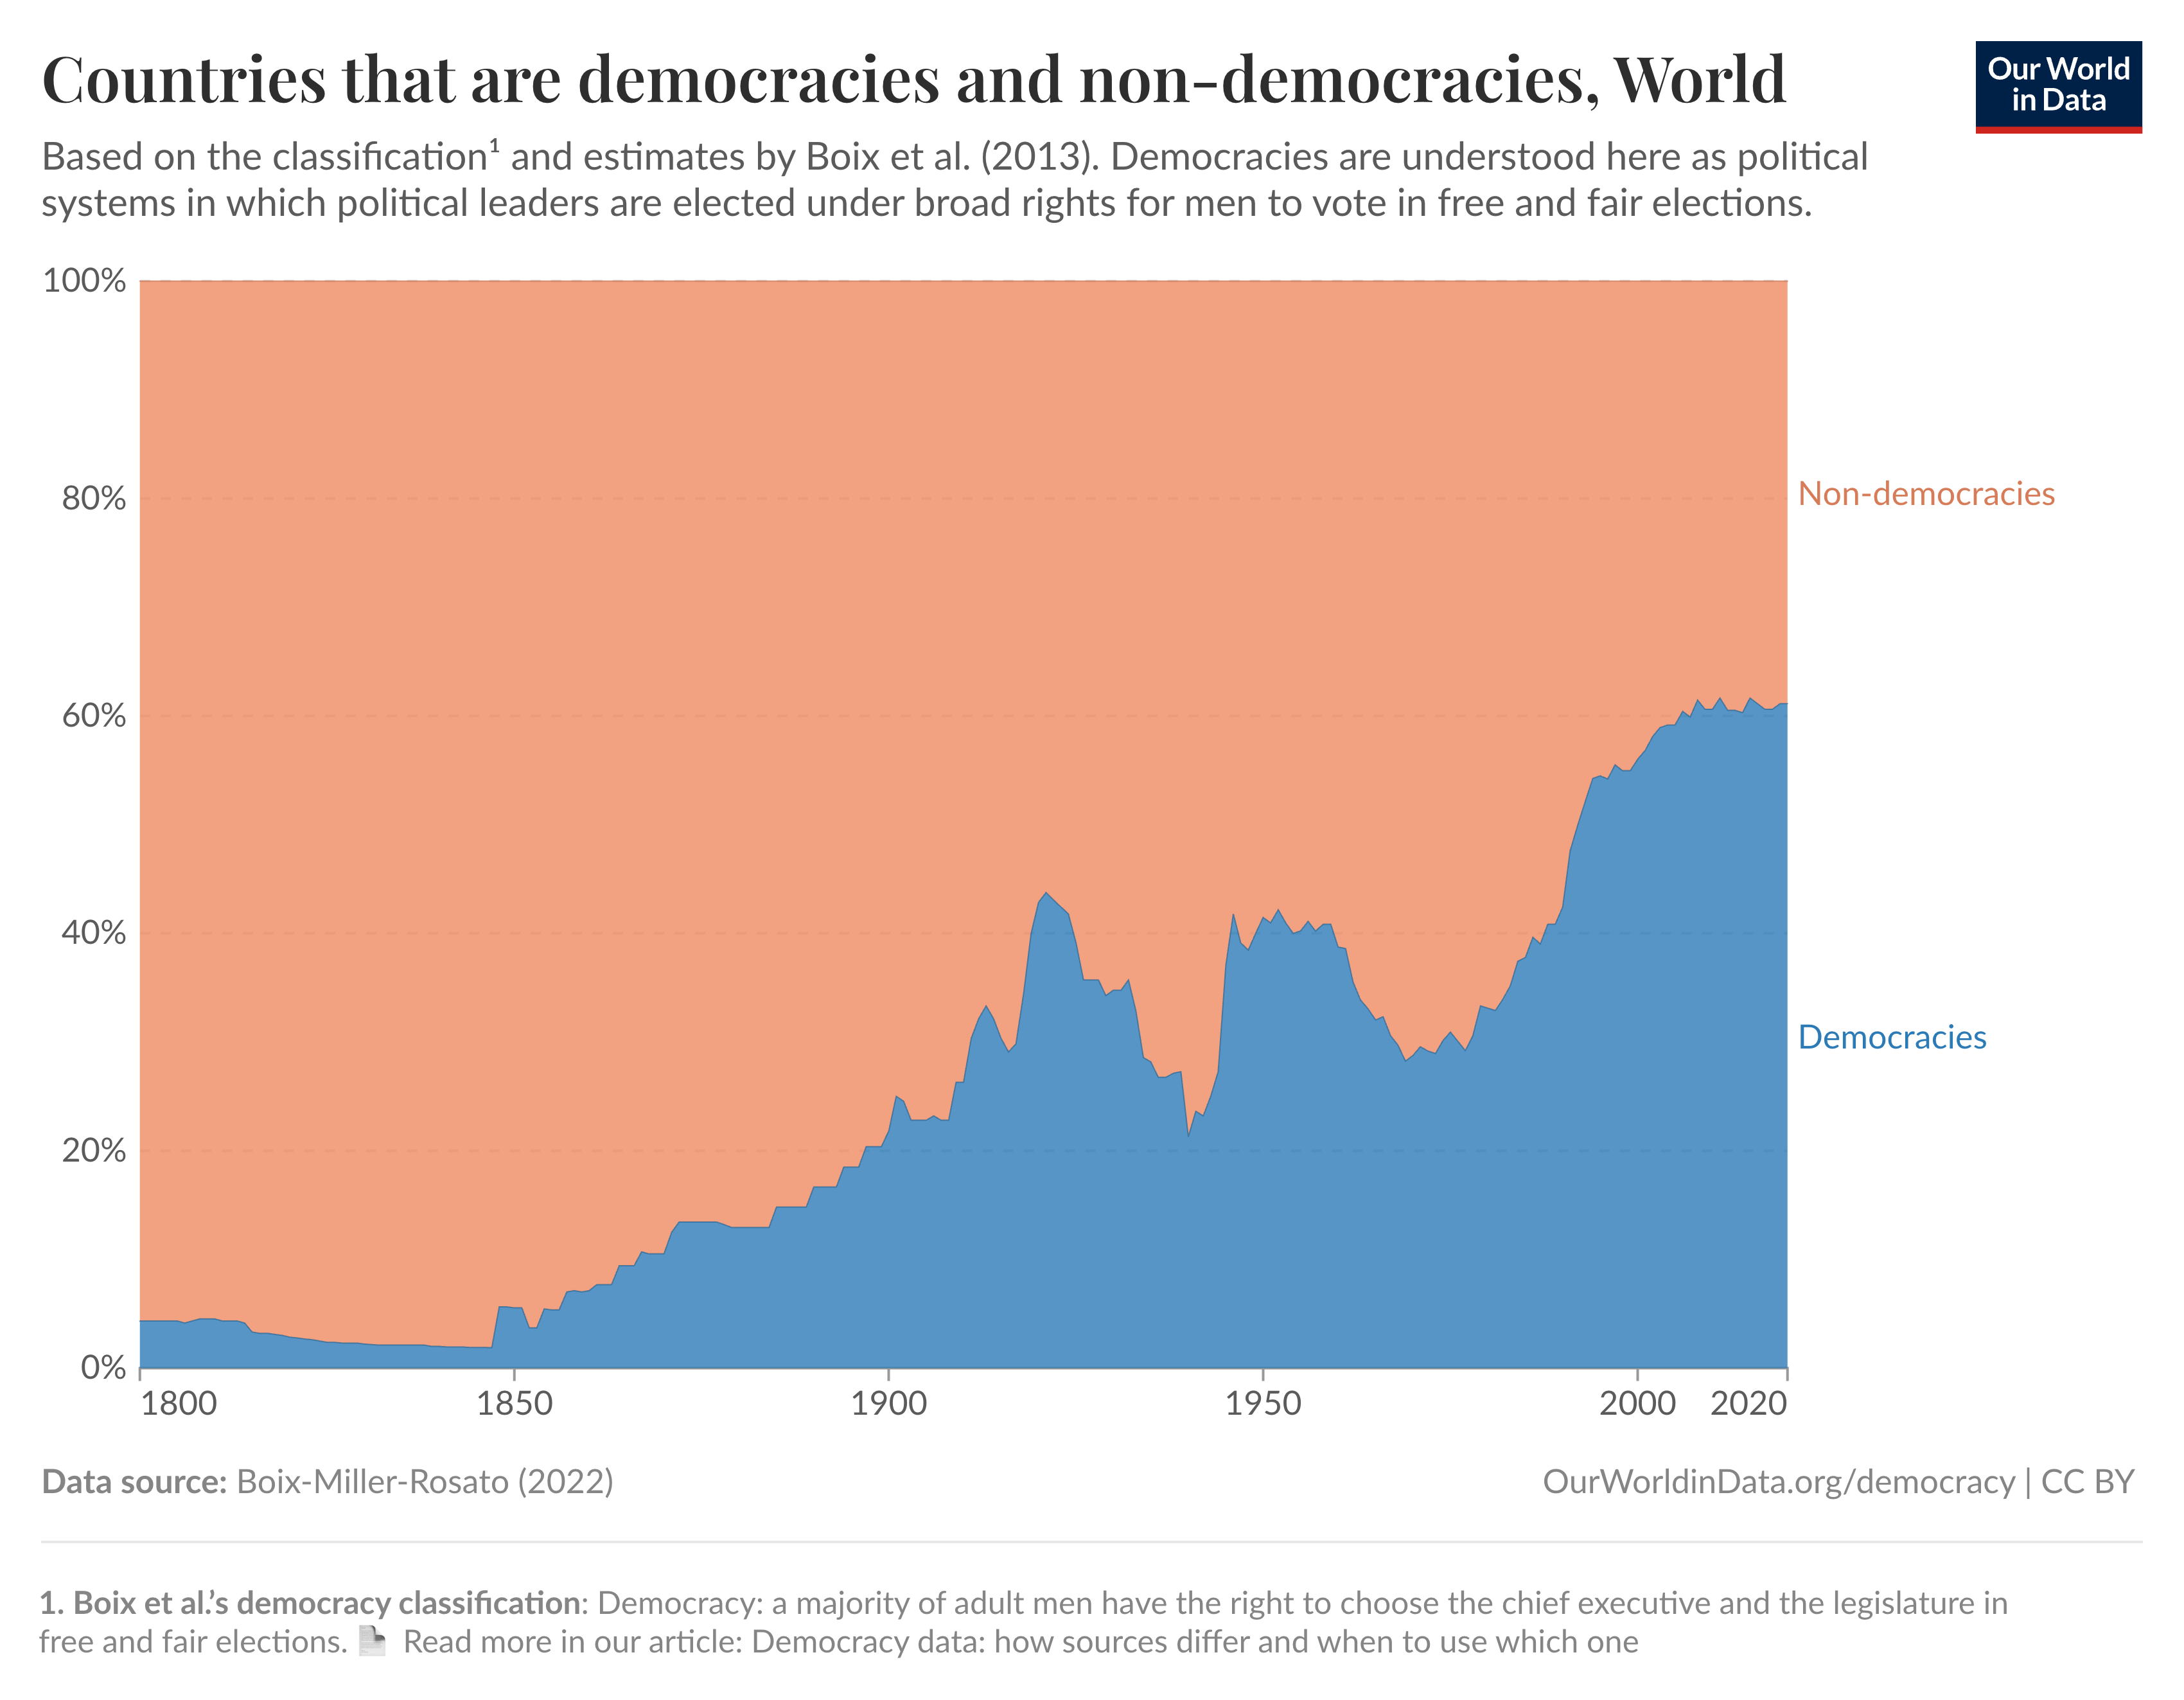 Countries that are democracies and non-democracies, World
Our World
in Data
Based on the classification¹ and estimates by Boix et al. (2013). Democracies are understood here as political
systems in which political leaders are elected under broad rights for men to vote in free and fair elections.
100%
80%
Non-democracies
60%
40%
Democracies
20%
0%
1800 1850 1900 1950 2000 2020
Data source: Boix-Miller-Rosato (2022)
OurWorldinData.org/democracy | CC BY
1. Boix et al.'s democracy classification: Democracy: a majority of adult men have the right to choose the chief executive and the legislature in
free and fair elections. Read more in our article: Democracy data: how sources differ and when to use which one